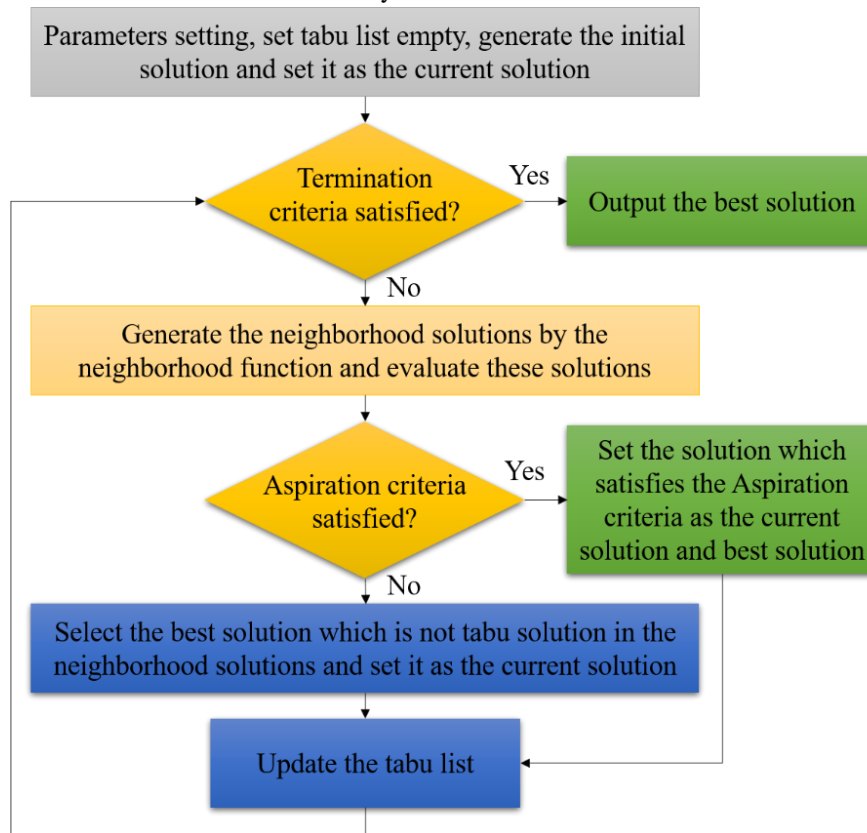 Parameters setting, set tabu list empty, generate the initial
solution and set it as the current solution
Termination
criteria satisfied?
Yes
Output the best solution
No
Generate the neighborhood solutions by the
neighborhood function and evaluate these solutions
Aspiration criteria
satisfied?
Yes
Set the solution which
satisfies the Aspiration
criteria as the current
solution and best solution
No
Select the best solution which is not tabu solution in the
neighborhood solutions and set it as the current solution
Update the tabu list